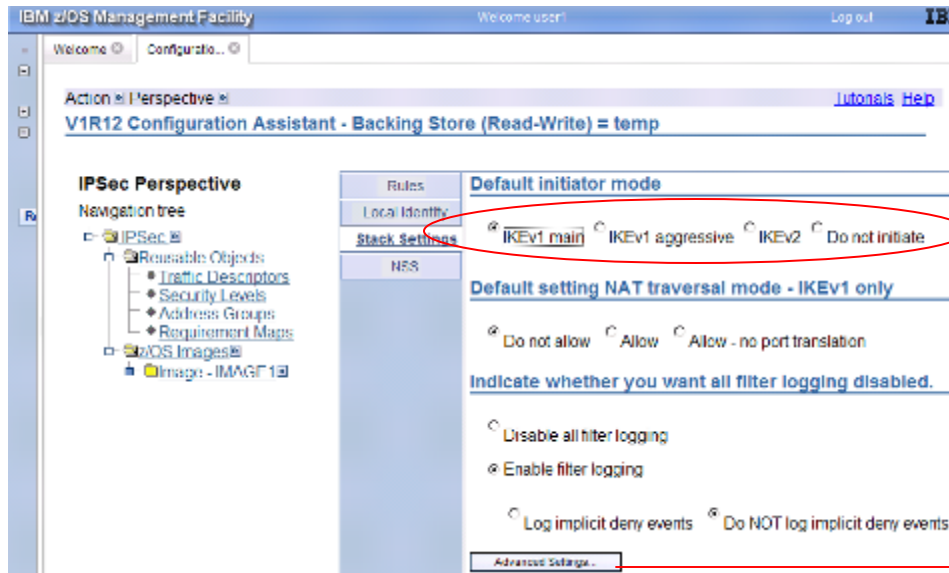 IBM z/OS Management Facility Welcome user1 Log out IB
Welcome Configuratio...
Action Perspective Tutorials Help
V1R12 Configuration Assistant - Backing Store (Read-Write) = temp
IPSec Perspective
Navigation tree
IPSec
Reusable Objects
Traffic Descriptors
Security Levels
Address Groups
Requirement Maps
z/OS Images
Image - IMAGE1
Rules
Local Identity
Stack Settings
NSS
Default initiator mode
IKEv1 main IKEv1 aggressive IKEv2 Do not initiate
Default setting NAT traversal mode - IKEv1 only
Do not allow Allow Allow - no port translation
Indicate whether you want all filter logging disabled.
Disable all filter logging
Enable filter logging
Log implicit deny events Do NOT log implicit deny events
Advanced Settings...